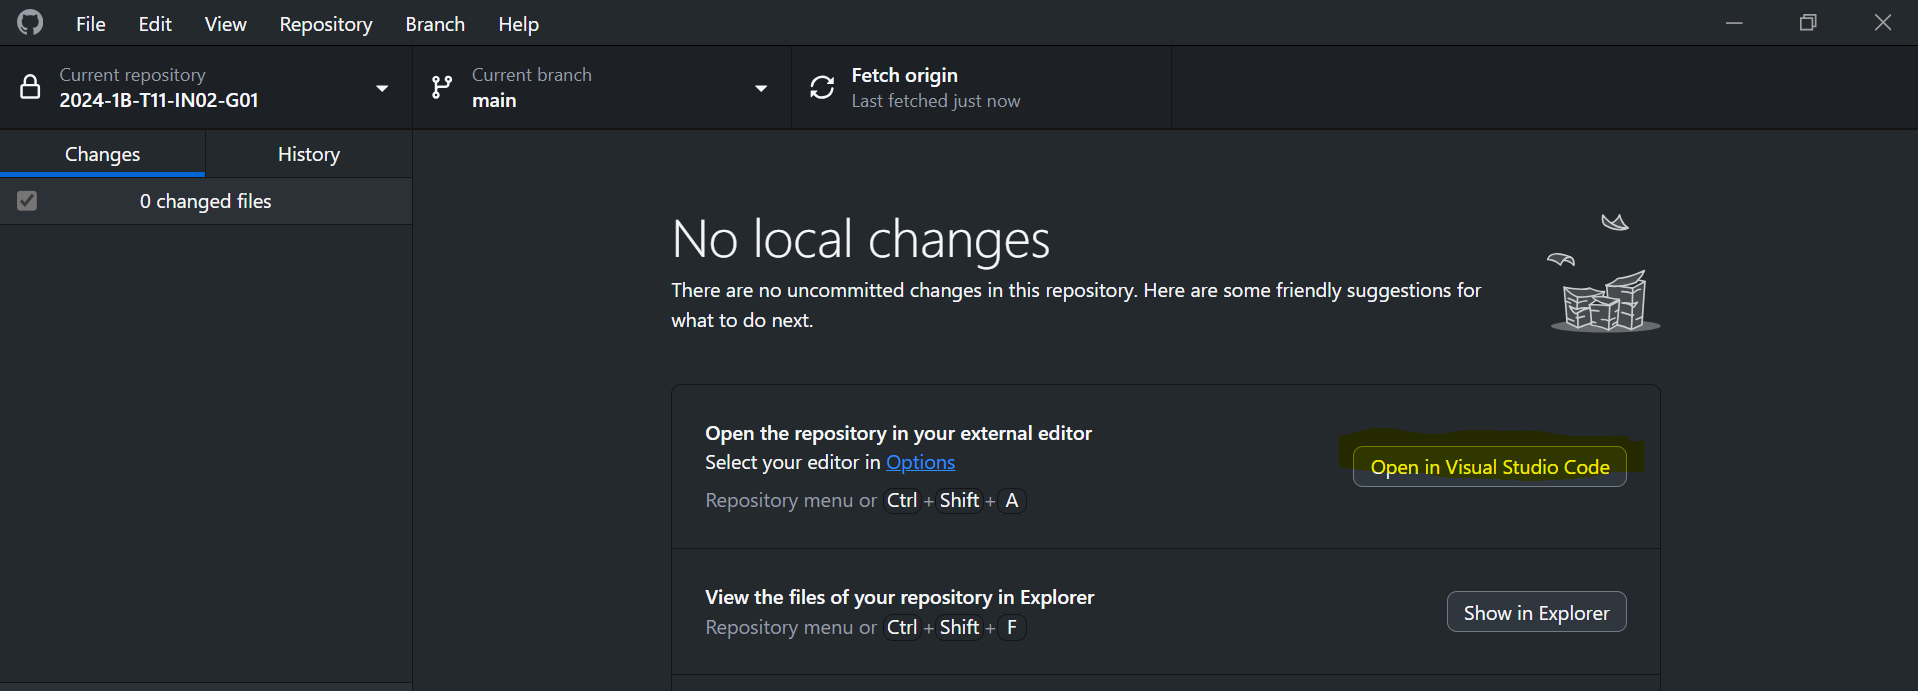 File Edit View Repository Branch Help
Current repository
2024-1B-T11-IN02-G01
Current branch
main
Fetch origin
Last fetched just now
Changes
History
0 changed files
No local changes
There are no uncommitted changes in this repository. Here are some friendly suggestions for
what to do next.
Open the repository in your external editor
Select your editor in Options
Repository menu or Ctrl + Shift + A
Open in Visual Studio Code
View the files of your repository in Explorer
Repository menu or Ctrl + Shift + F
Show in Explorer